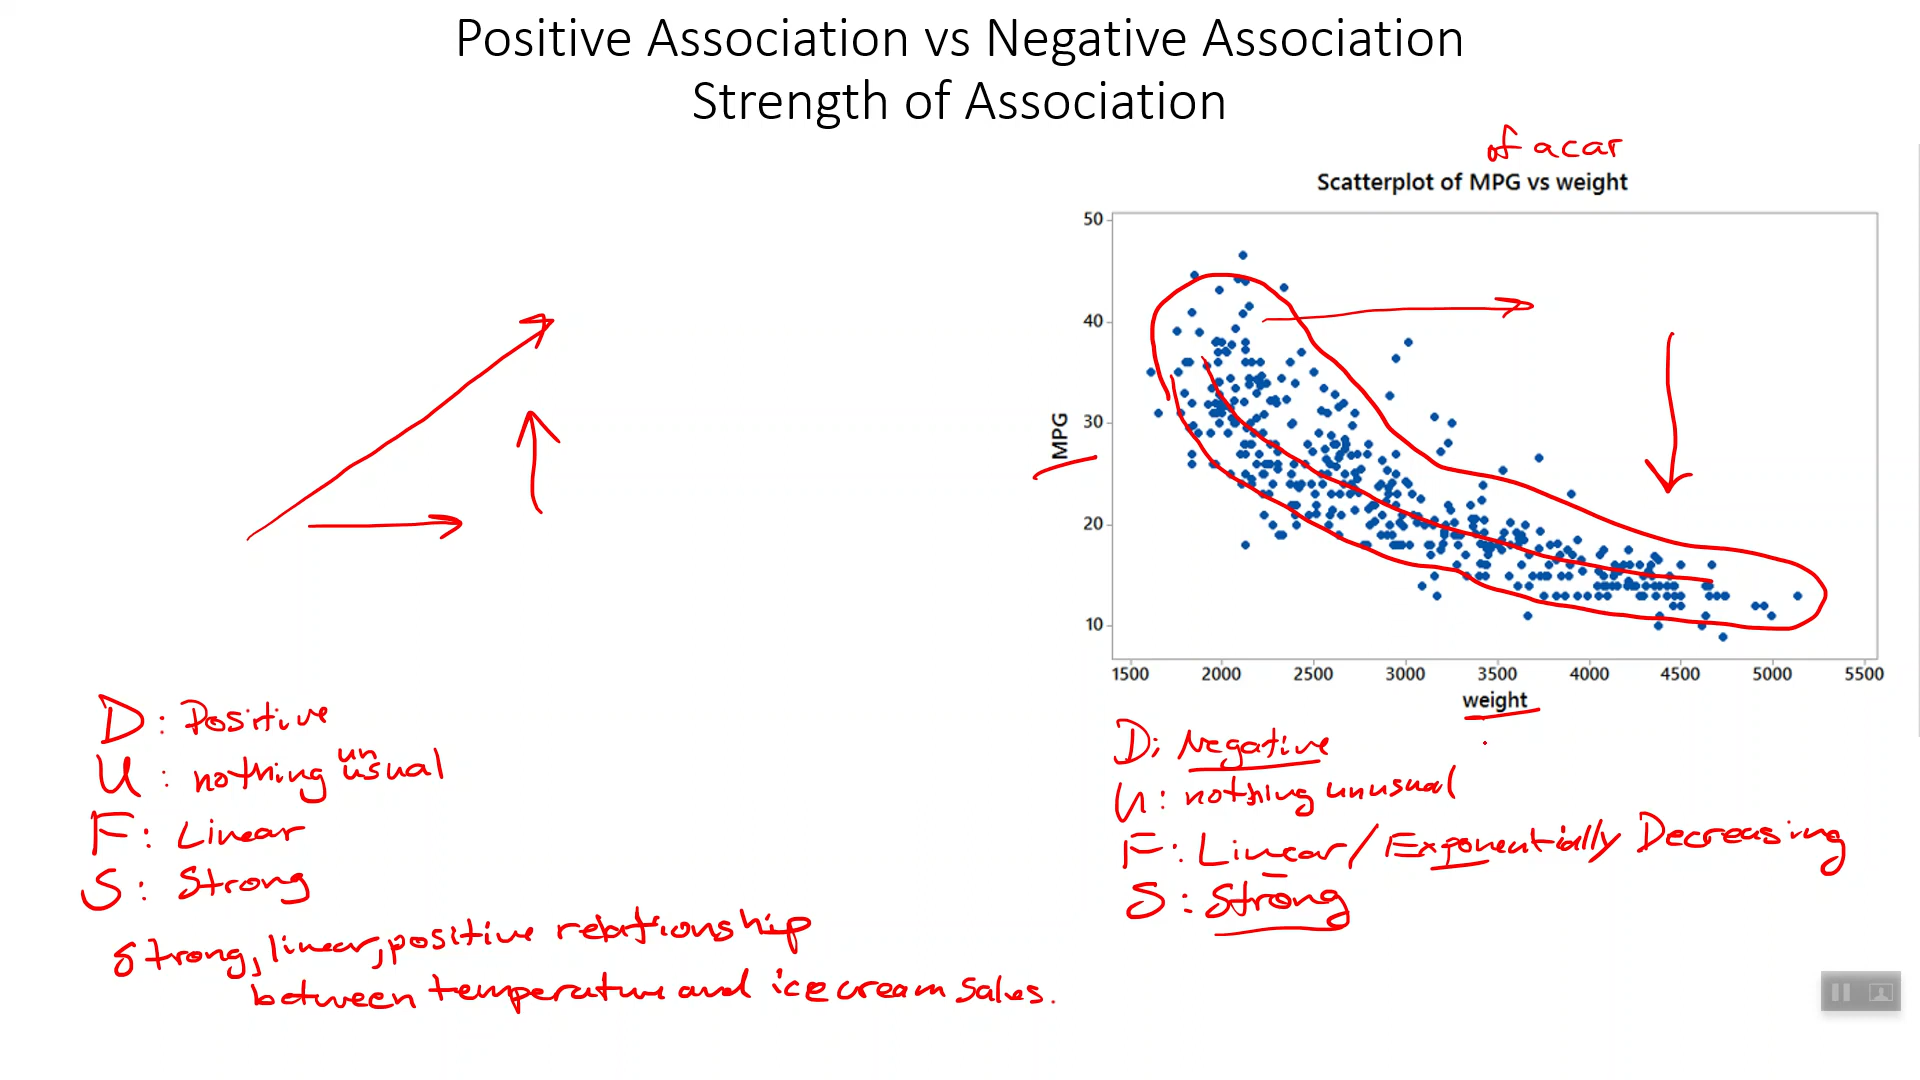 Positive Association vs Negative Association
Strength of Association
of a car
Scatterplot of MPG vs weight
50
40
30
20
10
MPG
1500 2000 2500 3000 3500 4000 4500 5000 5500
weight
D: Positive
U: nothing unusual
F: Linear
S: Strong
Strong, linear, positive relationship
between temperature and ice cream sales.
D: Negative
U: nothing unusual
F: Linear/Exponentially Decreasing
S: Strong